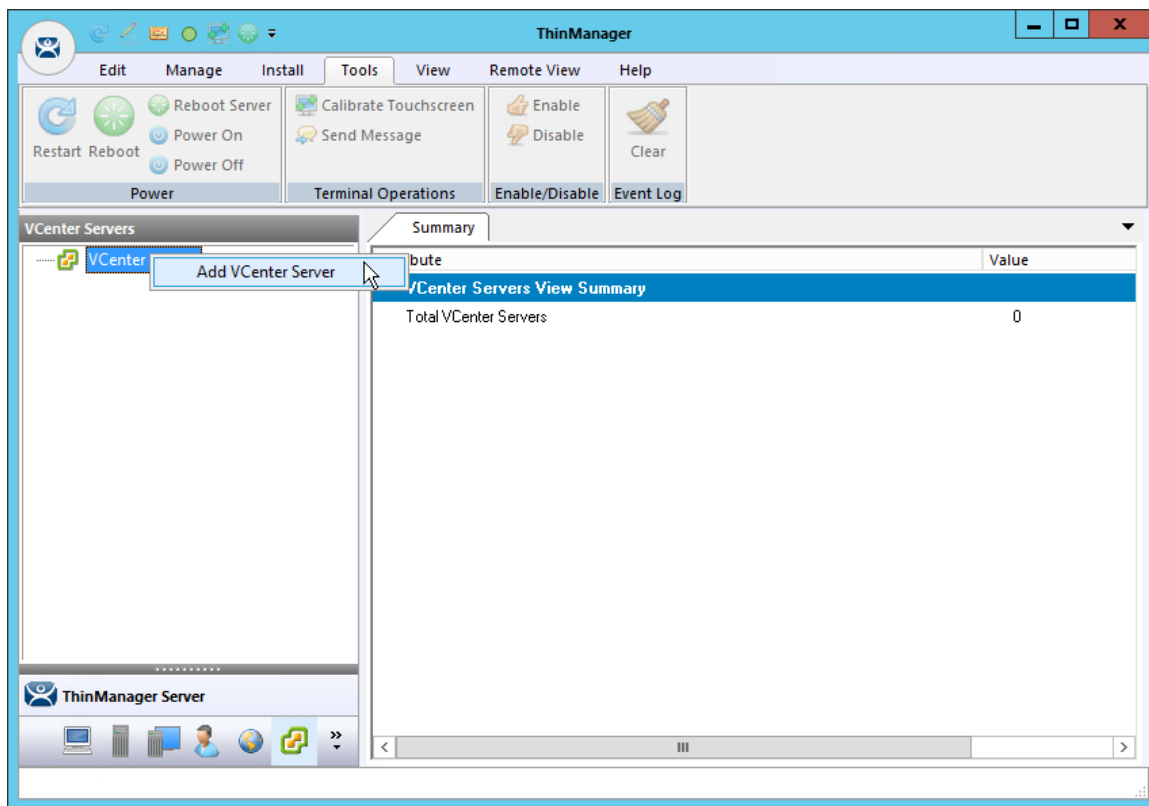 ThinManager
Edit Manage Install Tools View Remote View Help
Restart Reboot
Reboot Server
Power On
Power Off
Power
Calibrate Touchscreen
Send Message
Terminal Operations
Enable
Disable
Enable/Disable
Clear
Event Log
VCenter Servers
Summary
VCenter
Add VCenter Server
bute Value
VCenter Servers View Summary
Total VCenter Servers 0
ThinManager Server